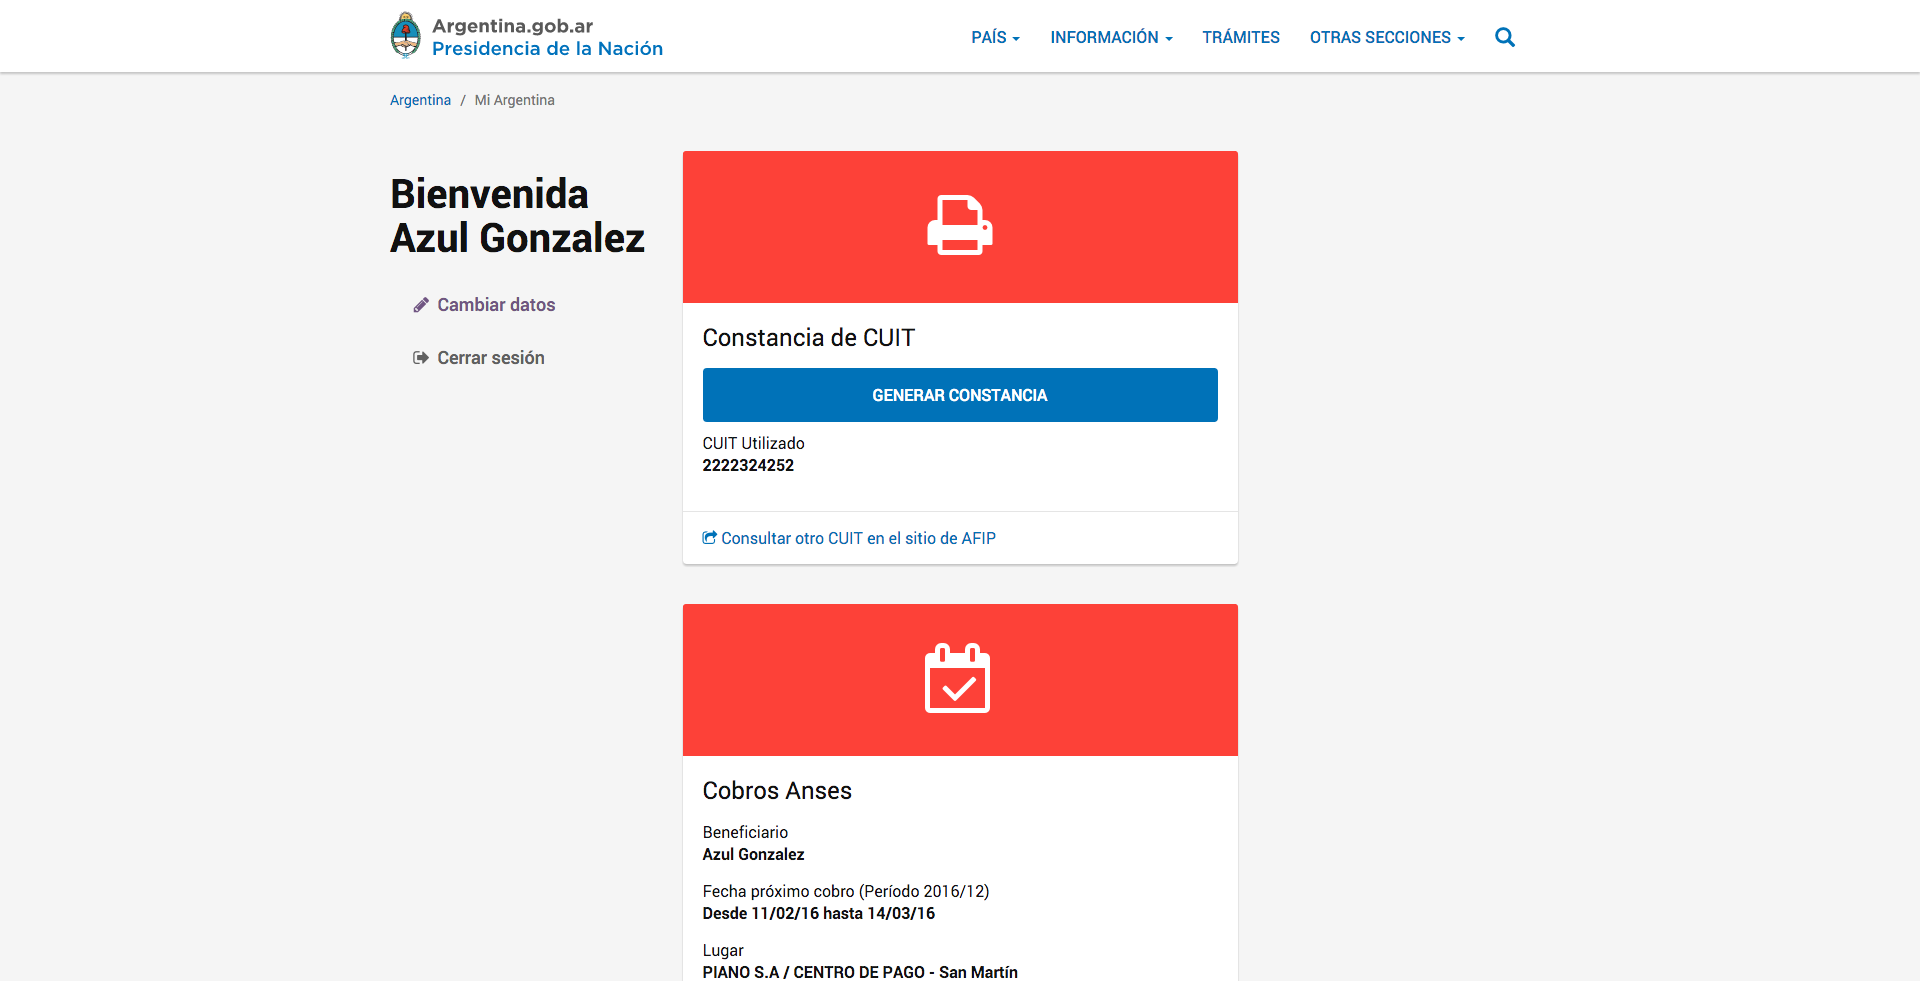 Argentina.gob.ar
Presidencia de la Nación
PAÍS
INFORMACIÓN
TRÁMITES
OTRAS SECCIONES
Argentina / Mi Argentina
Bienvenida
Azul Gonzalez
Cambiar datos
Cerrar sesión
Constancia de CUIT
GENERAR CONSTANCIA
CUIT Utilizado
2222324252
Consultar otro CUIT en el sitio de AFIP
Cobros Anses
Beneficiario
Azul Gonzalez
Fecha próximo cobro (Período 2016/12)
Desde 11/02/16 hasta 14/03/16
Lugar
PIANO S.A / CENTRO DE PAGO - San Martín